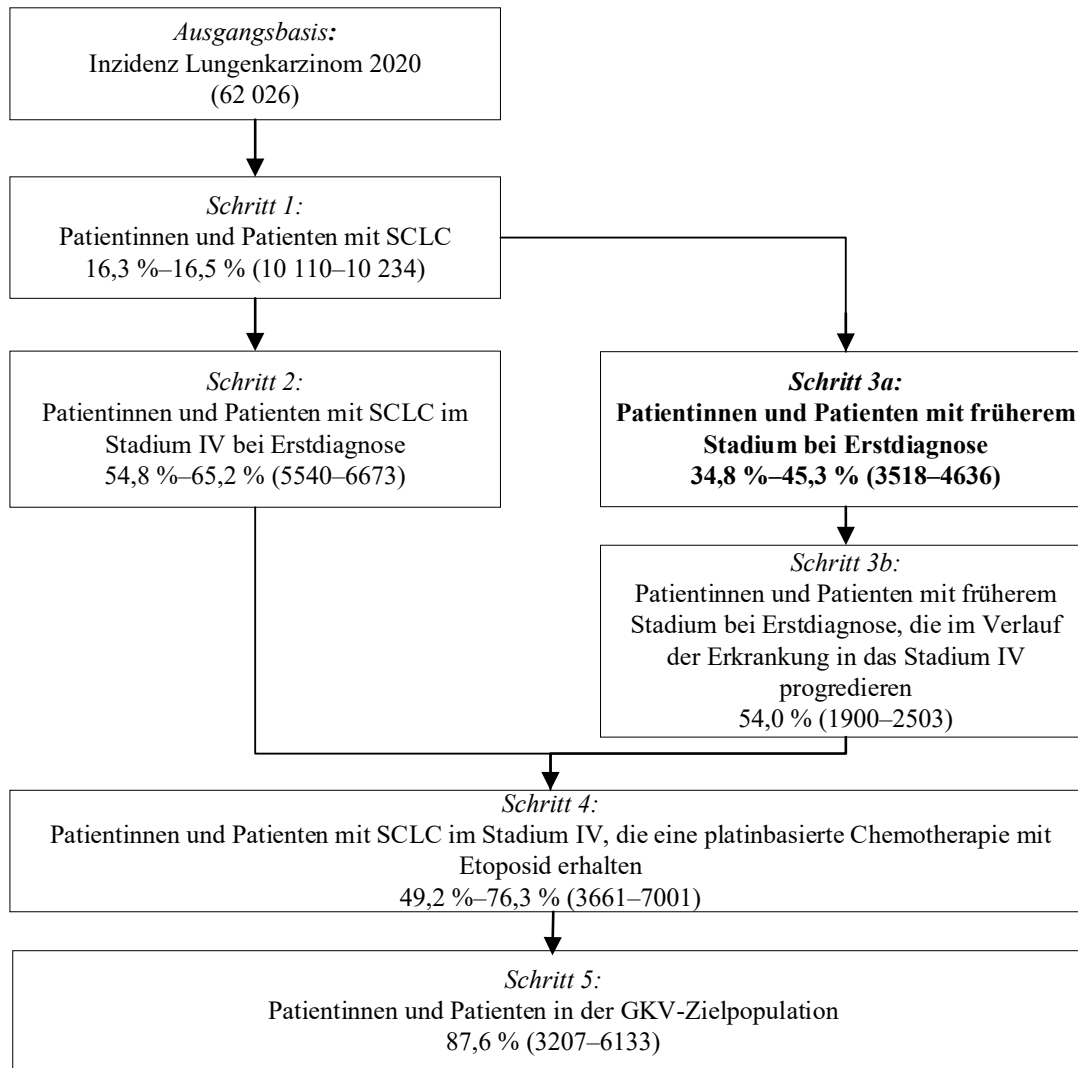 Ausgangsbasis:
Inzidenz Lungenkarzinom 2020
(62 026)
Schritt 1:
Patientinnen und Patienten mit SCLC
16,3 %–16,5 % (10 110–10 234)
Schritt 2:
Patientinnen und Patienten mit SCLC im
Stadium IV bei Erstdiagnose
54,8 %–65,2 % (5540–6673)
Schritt 3a:
Patientinnen und Patienten mit früherem
Stadium bei Erstdiagnose
34,8 %–45,3 % (3518–4636)
Schritt 3b:
Patientinnen und Patienten mit früherem
Stadium bei Erstdiagnose, die im Verlauf
der Erkrankung in das Stadium IV
progredieren
54,0 % (1900–2503)
Schritt 4:
Patientinnen und Patienten mit SCLC im Stadium IV, die eine platinbasierte Chemotherapie mit
Etoposid erhalten
49,2 %–76,3 % (3661–7001)
Schritt 5:
Patientinnen und Patienten in der GKV-Zielpopulation
87,6 % (3207–6133)